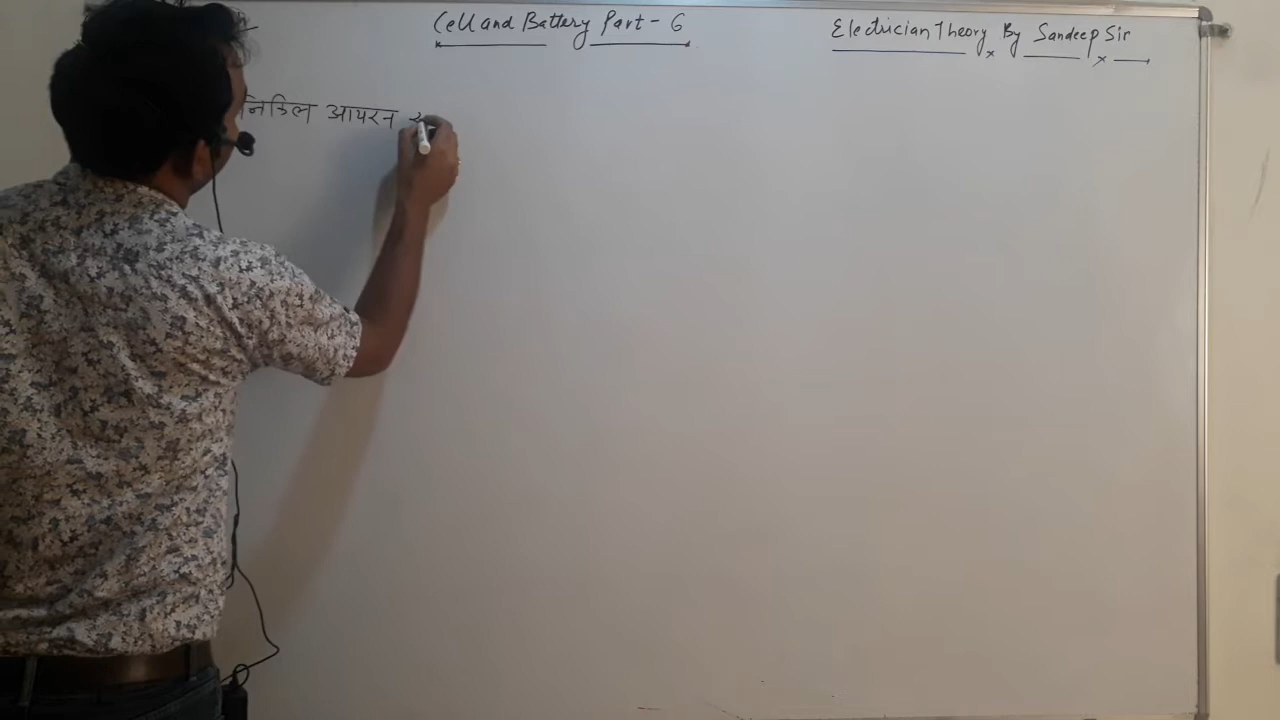 Cell and Battery Part - 6
Electrician Theory By Sandeep Sir
निकिल आयरन